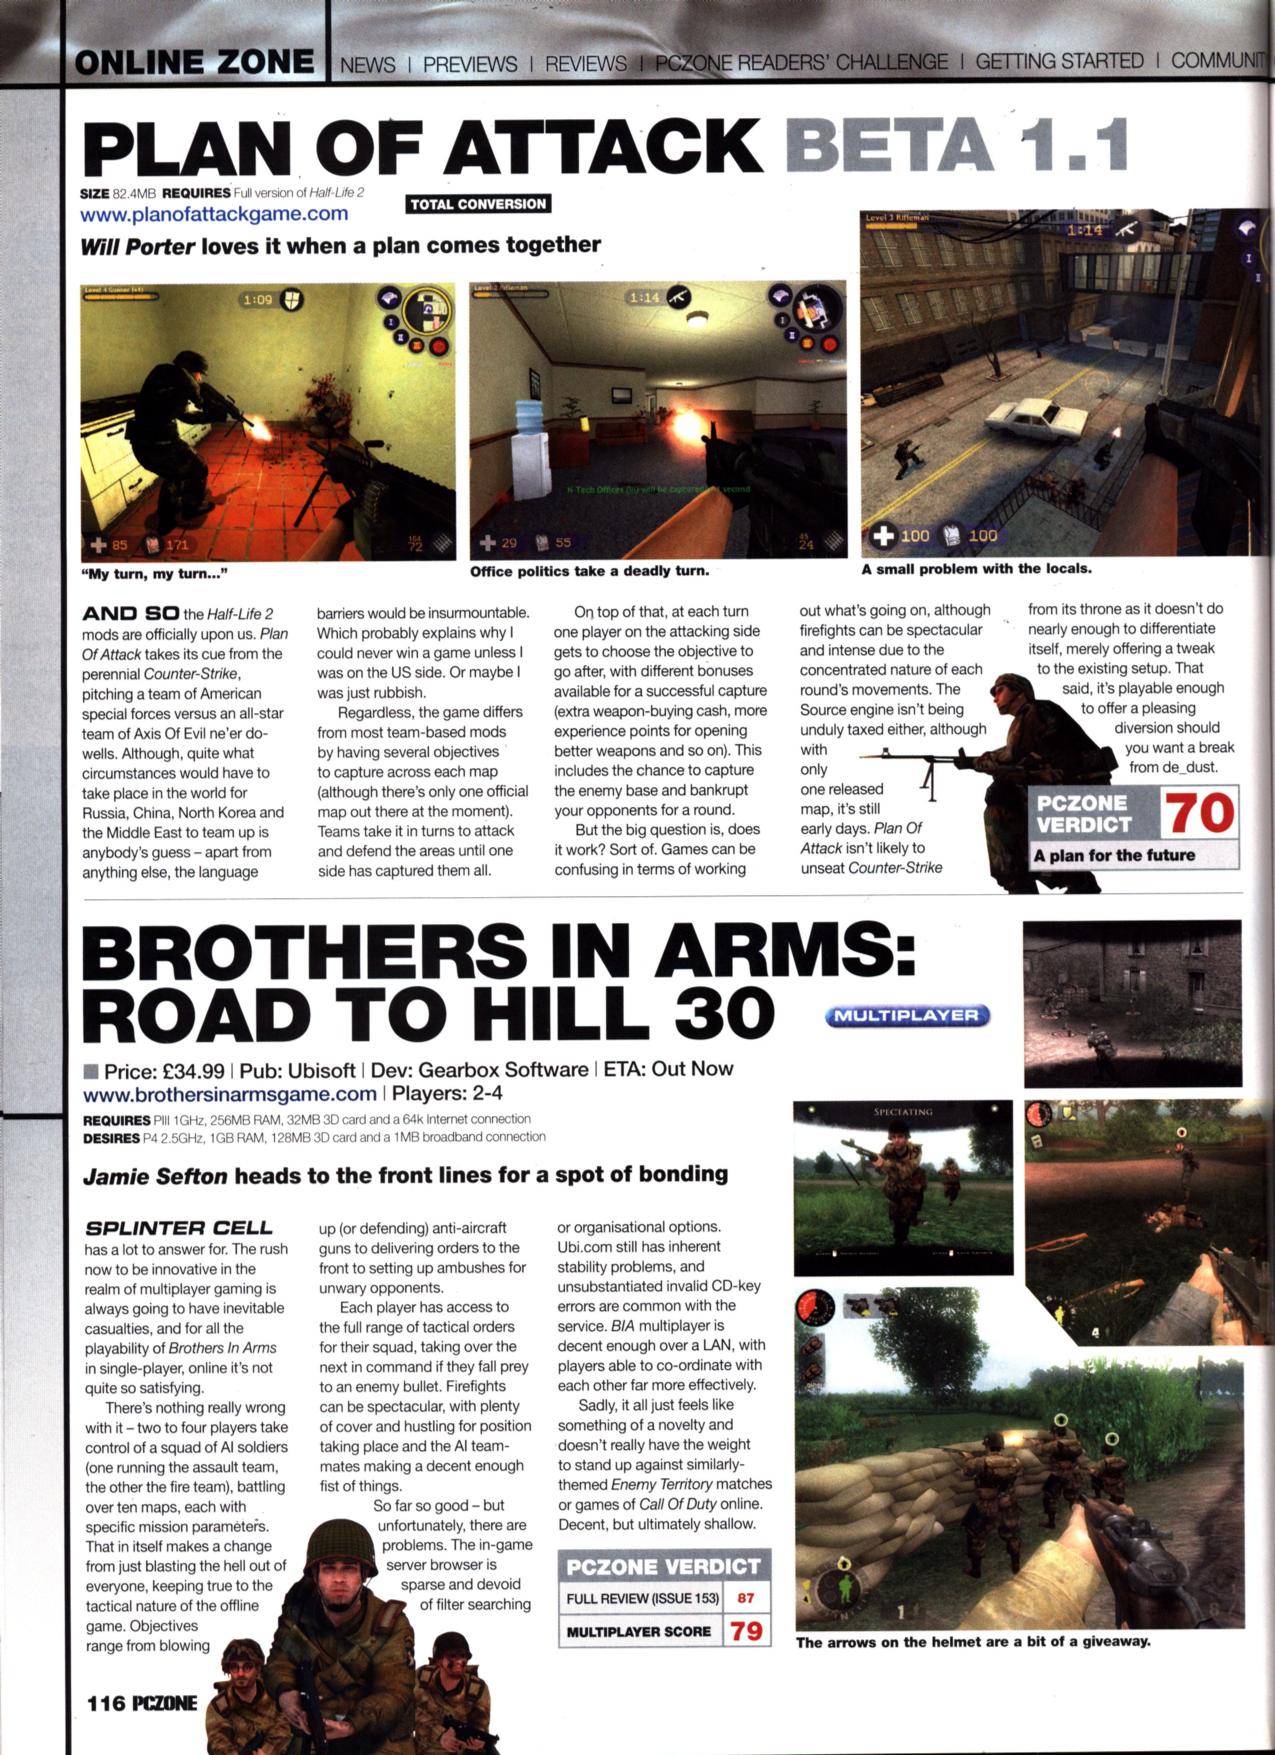 ONLINE ZONE
NEWS | PREVIEWS | REVIEWS | PCZONE READERS' CHALLENGE | GETTING STARTED | COMMUNIT
PLAN OF ATTACK BETA 1.1
SIZE 82.4MB REQUIRES Full version of Half-Life 2
www.planofattackgame.com
TOTAL CONVERSION
Will Porter loves it when a plan comes together
Level 4 Gunner (+1)
1:09
85
171
164
72
"My turn, my turn..."
Level 2 Rifleman
1:14
29
55
45
24
Office politics take a deadly turn.
Level 3 Rifleman
1:14
100
100
A small problem with the locals.
AND SO the Half-Life 2
mods are officially upon us. Plan
Of Attack takes its cue from the
perennial Counter-Strike,
pitching a team of American
special forces versus an all-star
team of Axis Of Evil ne'er do-
wells. Although, quite what
circumstances would have to
take place in the world for
Russia, China, North Korea and
the Middle East to team up is
anybody's guess – apart from
anything else, the language
barriers would be insurmountable.
Which probably explains why I
could never win a game unless I
was on the US side. Or maybe I
was just rubbish.
Regardless, the game differs
from most team-based mods
by having several objectives
to capture across each map
(although there's only one official
map out there at the moment).
Teams take it in turns to attack
and defend the areas until one
side has captured them all.
On top of that, at each turn
one player on the attacking side
gets to choose the objective to
go after, with different bonuses
available for a successful capture
(extra weapon-buying cash, more
experience points for opening
better weapons and so on). This
includes the chance to capture
the enemy base and bankrupt
your opponents for a round.
But the big question is, does
it work? Sort of. Games can be
confusing in terms of working
out what's going on, although
firefights can be spectacular
and intense due to the
concentrated nature of each
round's movements. The
Source engine isn't being
unduly taxed either, although
with
only
one released
map, it's still
early days. Plan Of
Attack isn't likely to
unseat Counter-Strike
from its throne as it doesn't do
nearly enough to differentiate
itself, merely offering a tweak
to the existing setup. That
said, it's playable enough
to offer a pleasing
diversion should
you want a break
from de_dust.
PCZONE
VERDICT
70
A plan for the future
BROTHERS IN ARMS:
ROAD TO HILL 30
MULTIPLAYER
Price: £34.99 | Pub: Ubisoft | Dev: Gearbox Software | ETA: Out Now
www.brothersinarmsgame.com | Players: 2-4
REQUIRES PIII 1GHz, 256MB RAM, 32MB 3D card and a 64k Internet connection
DESIRES P4 2.5GHz, 1GB RAM, 128MB 3D card and a 1MB broadband connection
Jamie Sefton heads to the front lines for a spot of bonding
SPLINTER CELL
has a lot to answer for. The rush
now to be innovative in the
realm of multiplayer gaming is
always going to have inevitable
casualties, and for all the
playability of Brothers In Arms
in single-player, online it's not
quite so satisfying.
There's nothing really wrong
with it – two to four players take
control of a squad of AI soldiers
(one running the assault team,
the other the fire team), battling
over ten maps, each with
specific mission parameters.
That in itself makes a change
from just blasting the hell out of
everyone, keeping true to the
tactical nature of the offline
game. Objectives
range from blowing
up (or defending) anti-aircraft
guns to delivering orders to the
front to setting up ambushes for
unwary opponents.
Each player has access to
the full range of tactical orders
for their squad, taking over the
next in command if they fall prey
to an enemy bullet. Firefights
can be spectacular, with plenty
of cover and hustling for position
taking place and the AI team-
mates making a decent enough
fist of things.
So far so good – but
unfortunately, there are
problems. The in-game
server browser is
sparse and devoid
of filter searching
or organisational options.
Ubi.com still has inherent
stability problems, and
unsubstantiated invalid CD-key
errors are common with the
service. BIA multiplayer is
decent enough over a LAN, with
players able to co-ordinate with
each other far more effectively.
Sadly, it all just feels like
something of a novelty and
doesn't really have the weight
to stand up against similarly-
themed Enemy Territory matches
or games of Call Of Duty online.
Decent, but ultimately shallow.
PCZONE VERDICT
FULL REVIEW (ISSUE 153) 87
MULTIPLAYER SCORE 79
SPECTATING
4
1
The arrows on the helmet are a bit of a giveaway.
116 PCZONE